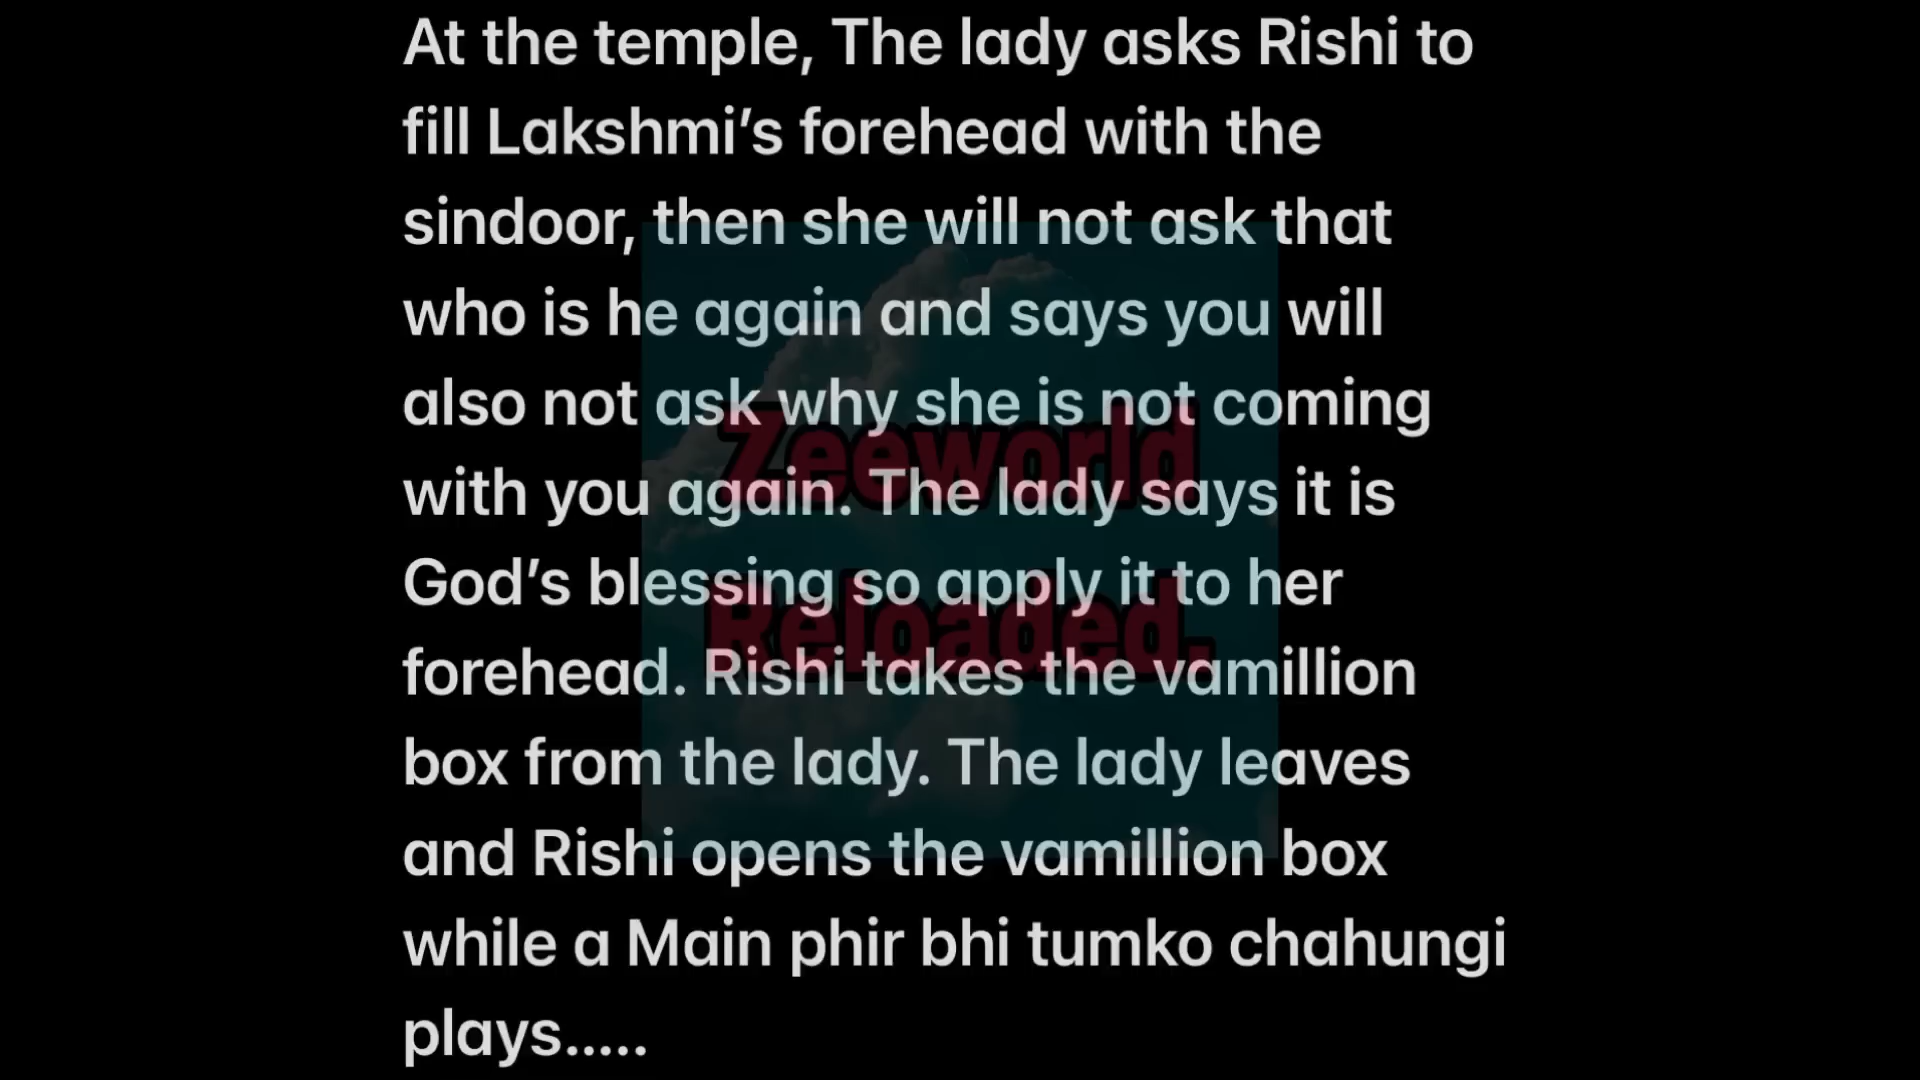 At the temple, The lady asks Rishi to
fill Lakshmi’s forehead with the
sindoor, then she will not ask that
who is he again and says you will
also not ask why she is not coming
with you again. The lady says it is
God’s blessing so apply it to her
forehead. Rishi takes the vamillion
box from the lady. The lady leaves
and Rishi opens the vamillion box
while a Main phir bhi tumko chahungi
plays.....
Zeeworld
Reloaded.